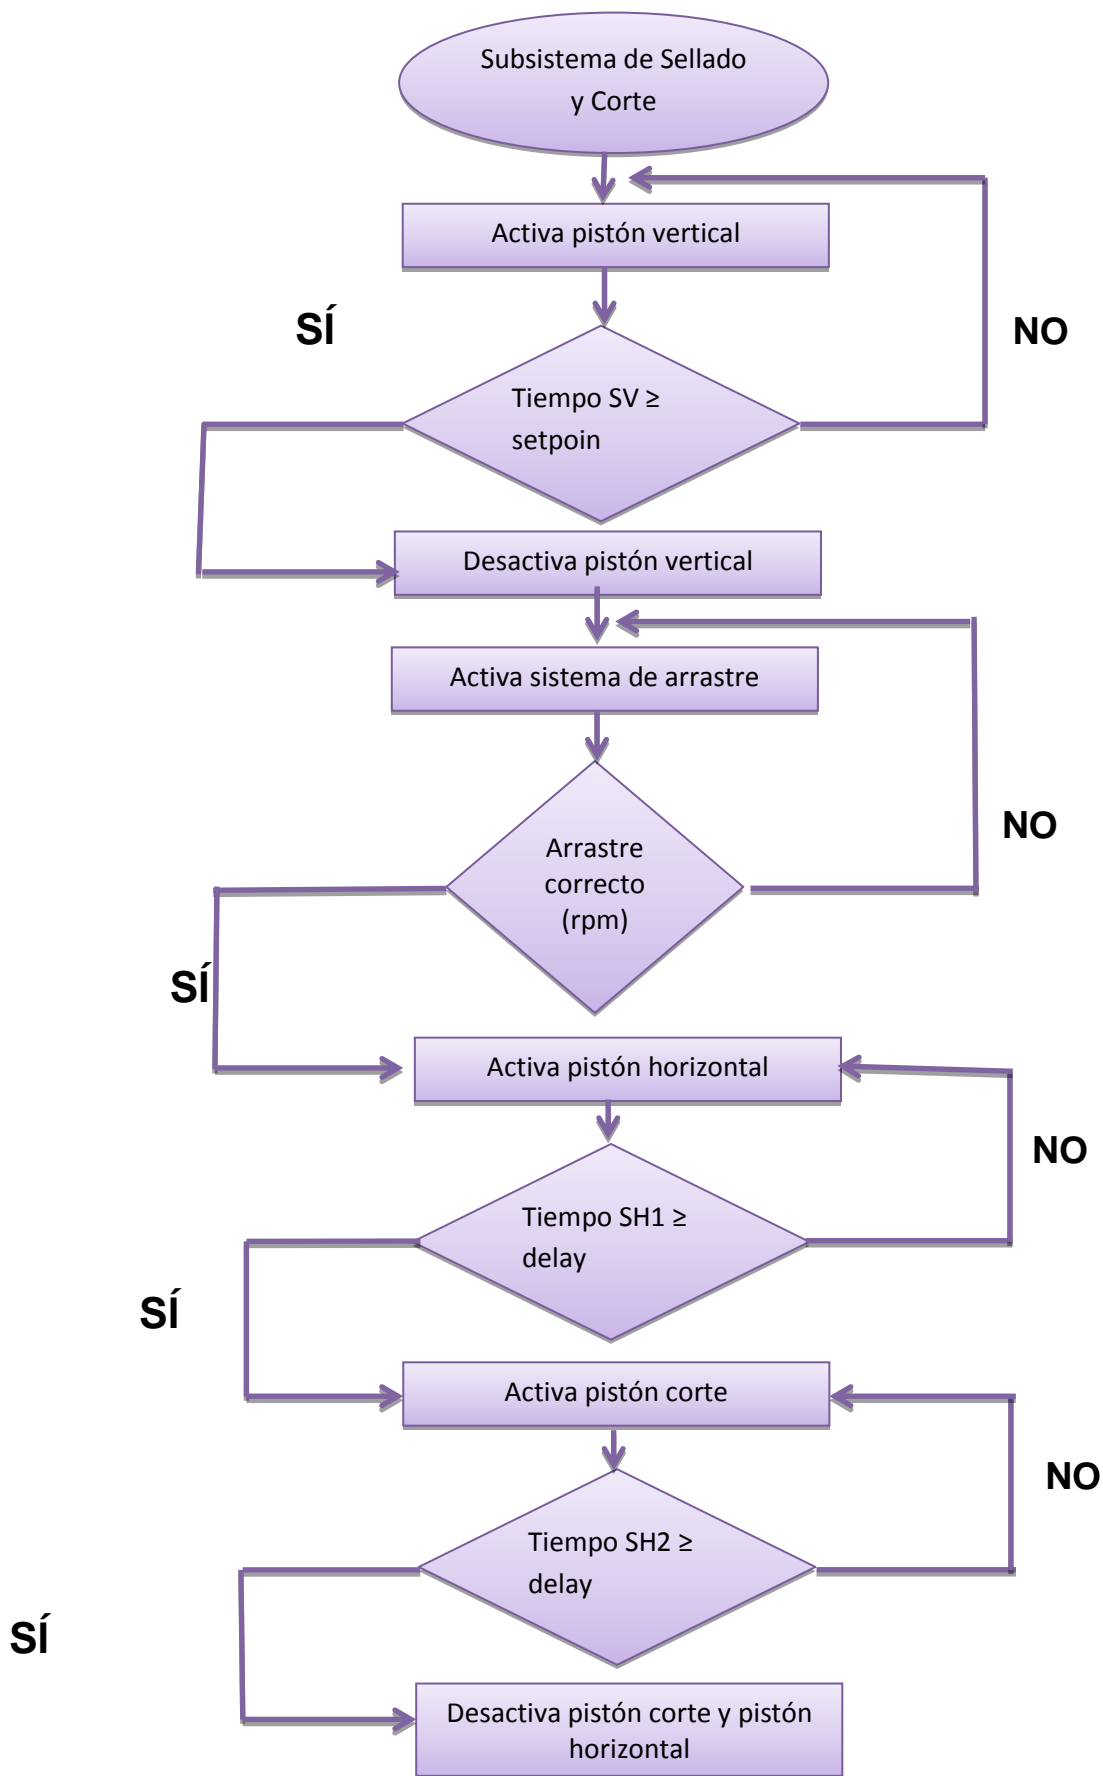 Subsistema de Sellado
y Corte
Activa pistón vertical
SÍ
NO
Tiempo SV ≥
setpoin
Desactiva pistón vertical
Activa sistema de arrastre
NO
Arrastre
correcto
(rpm)
SÍ
Activa pistón horizontal
NO
Tiempo SH1 ≥
delay
SÍ
Activa pistón corte
NO
Tiempo SH2 ≥
delay
SÍ
Desactiva pistón corte y pistón
horizontal